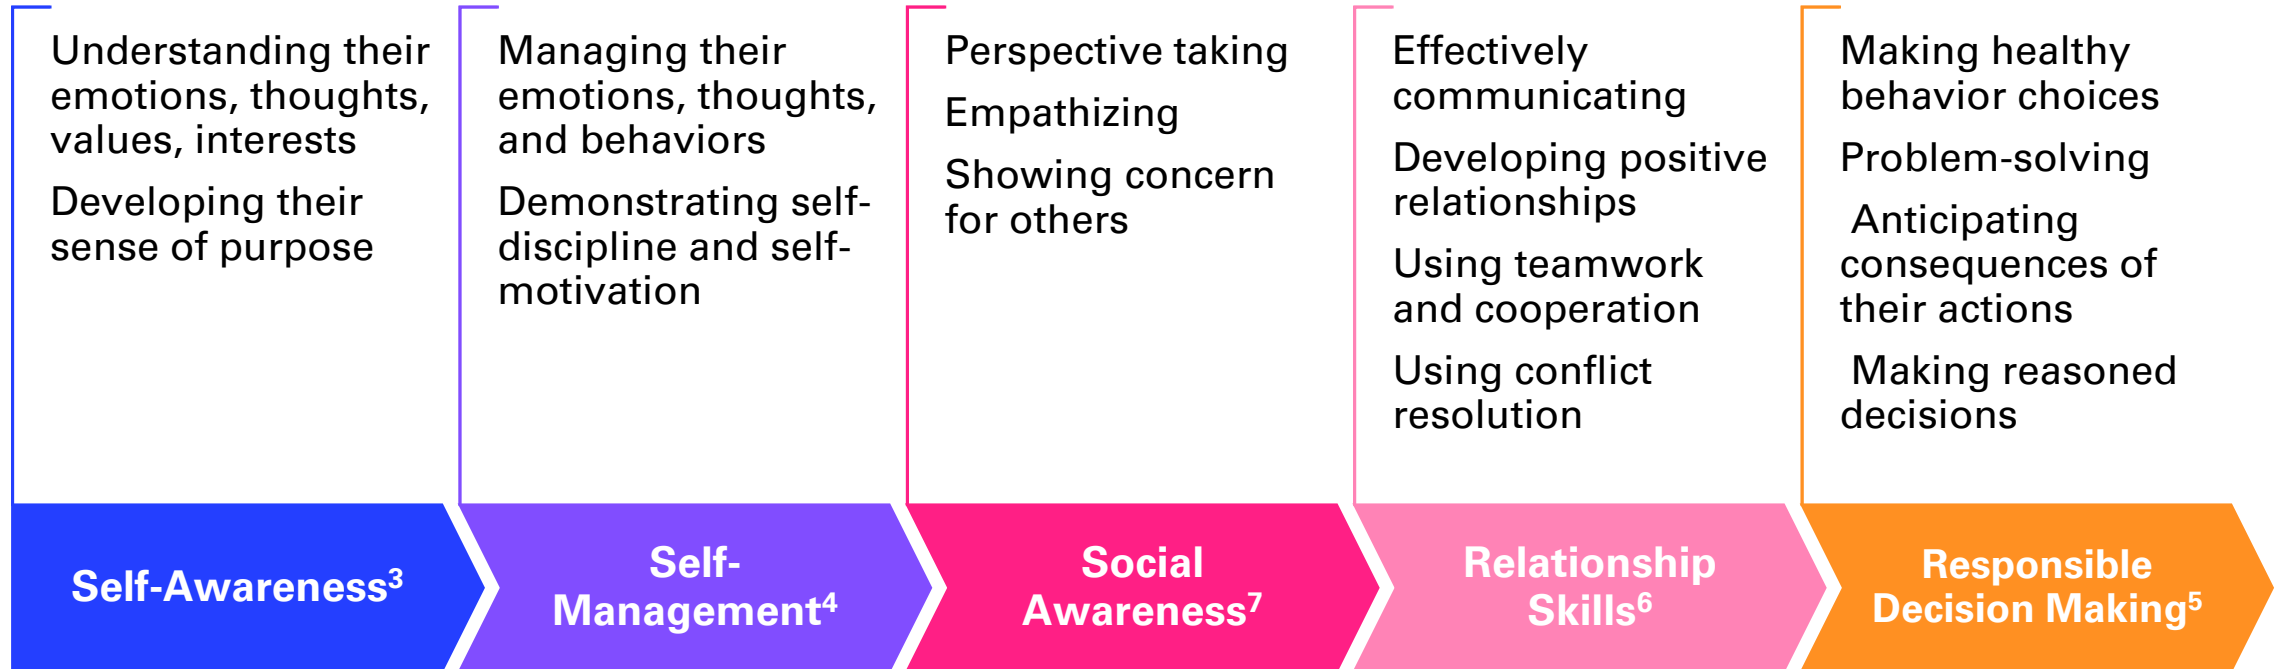 Understanding their
emotions, thoughts,
values, interests
Developing their
sense of purpose
Self-Awareness³
Managing their
emotions, thoughts,
and behaviors
Demonstrating self-
discipline and self-
motivation
Self-
Management⁴
Perspective taking
Empathizing
Showing concern
for others
Social
Awareness⁷
Effectively
communicating
Developing positive
relationships
Using teamwork
and cooperation
Using conflict
resolution
Relationship
Skills⁶
Making healthy
behavior choices
Problem-solving
Anticipating
consequences of
their actions
Making reasoned
decisions
Responsible
Decision Making⁵